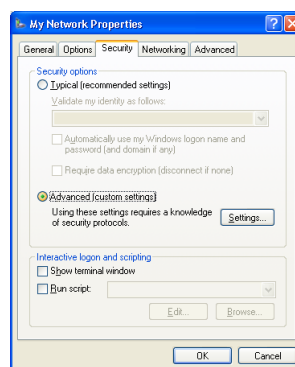 My Network Properties
General Options Security Networking Advanced
Security options
Typical (recommended settings)
Validate my identity as follows:
Automatically use my Windows logon name and
password (and domain if any)
Require data encryption (disconnect if none)
Advanced (custom settings)
Using these settings requires a knowledge
of security protocols.
Settings...
Interactive logon and scripting
Show terminal window
Run script:
Edit...
Browse...
OK
Cancel